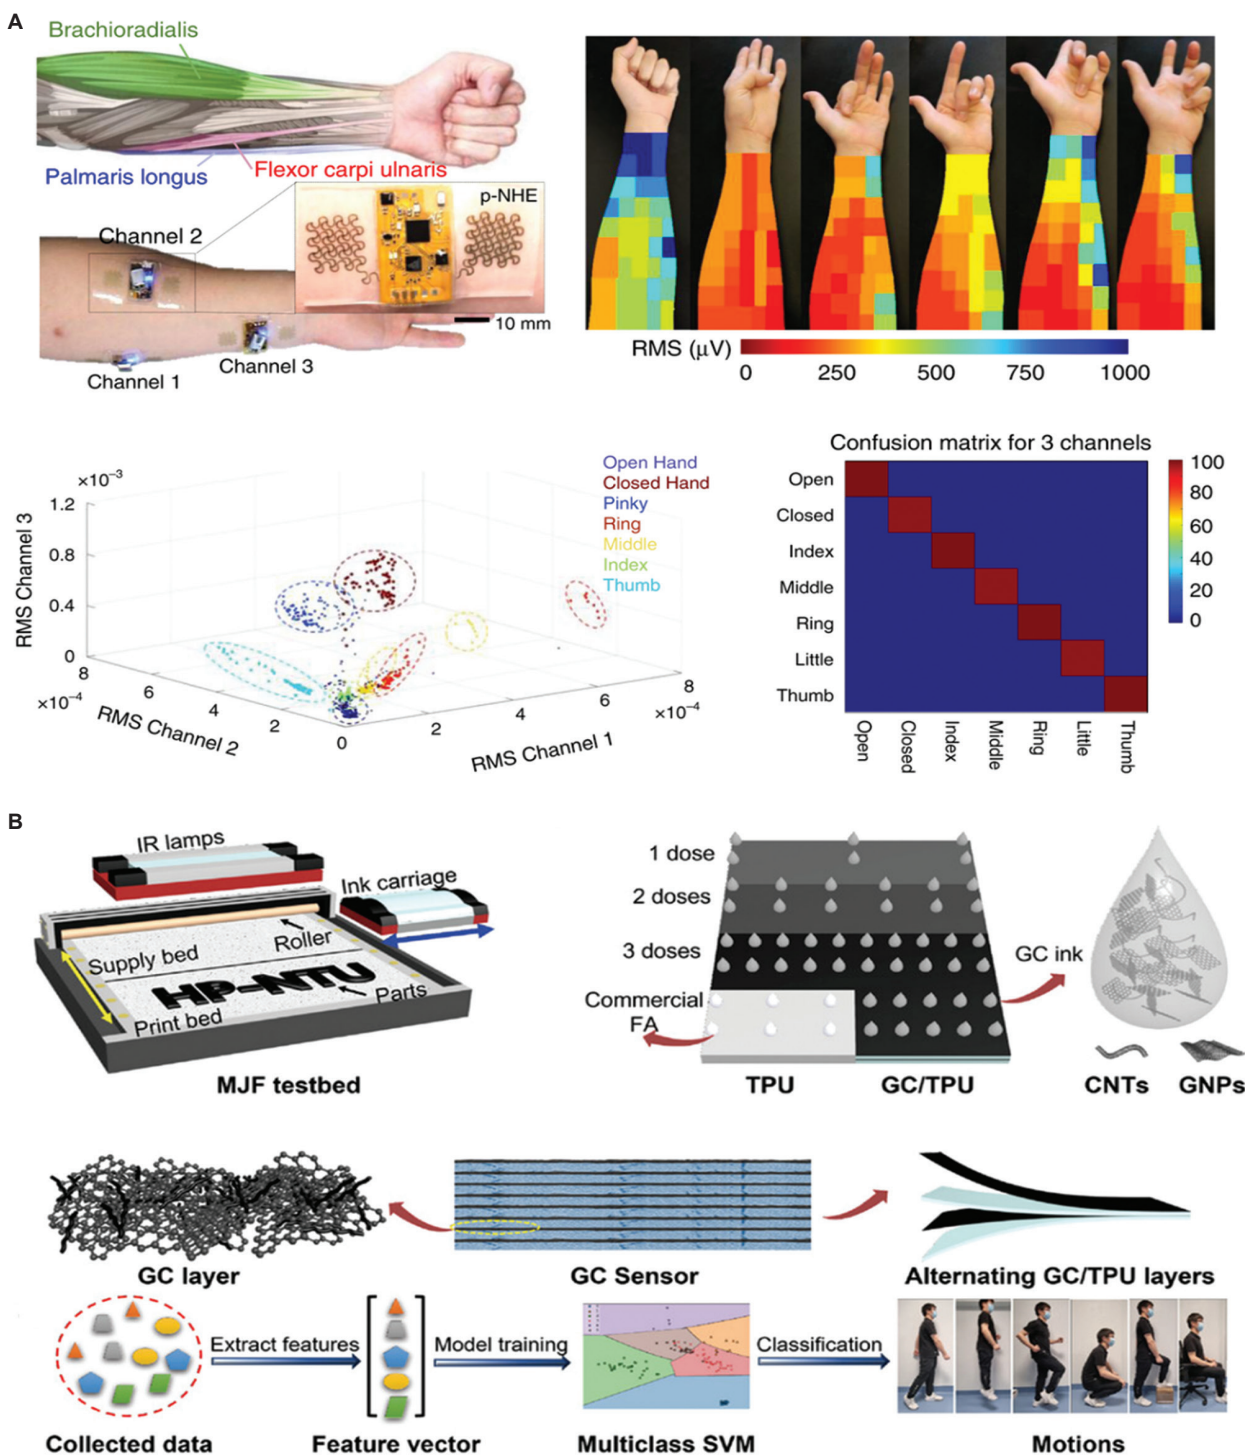 A
Brachioradialis
Palmaris longus
Flexor carpi ulnaris
p-NHE
Channel 2
10 mm
Channel 3
Channel 1
RMS (μV)
0 250 500 750 1000
×10⁻³
1.2
0.8
0.4
0
RMS Channel 3
8
×10⁻⁴
6
4
2
0
RMS Channel 2
2
4
6
8
×10⁻⁴
RMS Channel 1
Open Hand
Closed Hand
Pinky
Ring
Middle
Index
Thumb
Confusion matrix for 3 channels
Open
Closed
Index
Middle
Ring
Little
Thumb
Open
Closed
Index
Middle
Ring
Little
Thumb
100
80
60
40
20
0
B
IR lamps
Ink carriage
Roller
Supply bed
HP-NTU
Parts
Print bed
MJF testbed
1 dose
2 doses
3 doses
Commercial
FA
TPU
GC/TPU
GC ink
CNTs
GNPs
GC layer
GC Sensor
Alternating GC/TPU layers
Extract features
Model training
Classification
Collected data
Feature vector
Multiclass SVM
Motions